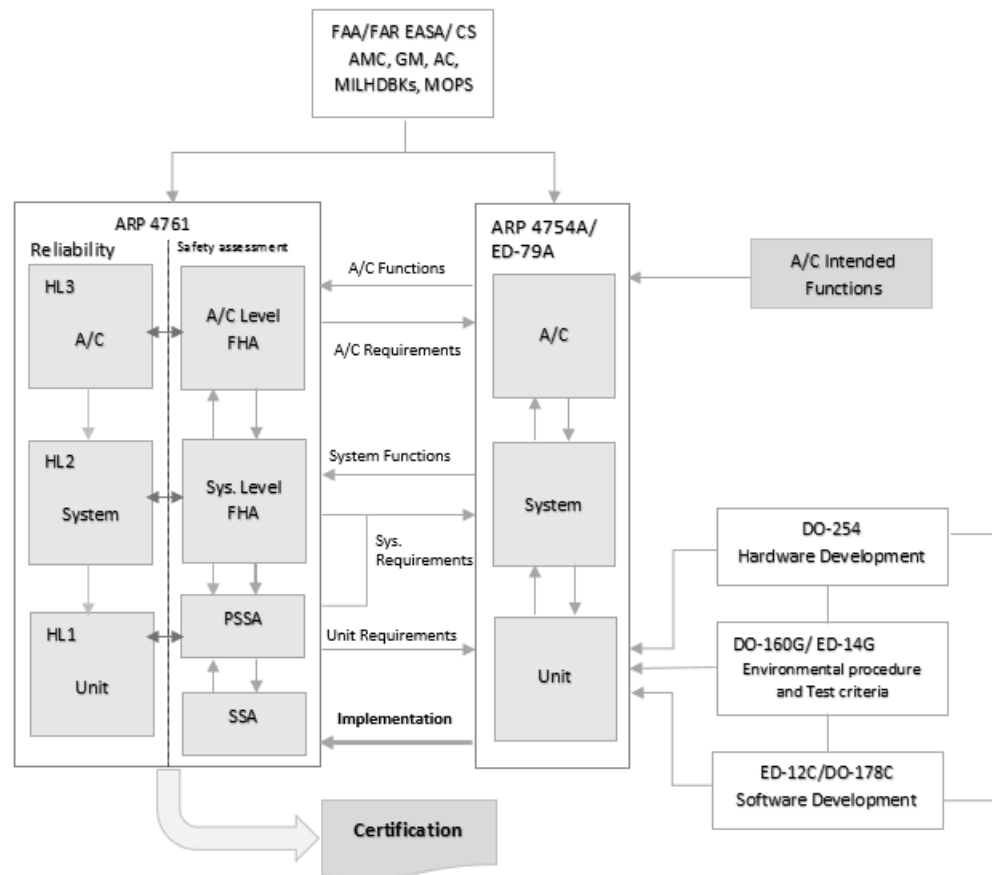 FAA/FAR EASA/ CS
AMC, GM, AC,
MILHDBKs, MOPS
ARP 4761
Reliability
Safety assessment
HL3
A/C
A/C Level
FHA
HL2
System
Sys. Level
FHA
HL1
Unit
PSSA
SSA
A/C Functions
A/C Requirements
System Functions
Sys.
Requirements
Unit Requirements
Implementation
ARP 4754A/
ED-79A
A/C
System
Unit
A/C Intended
Functions
DO-254
Hardware Development
DO-160G/ ED-14G
Environmental procedure
and Test criteria
ED-12C/DO-178C
Software Development
Certification